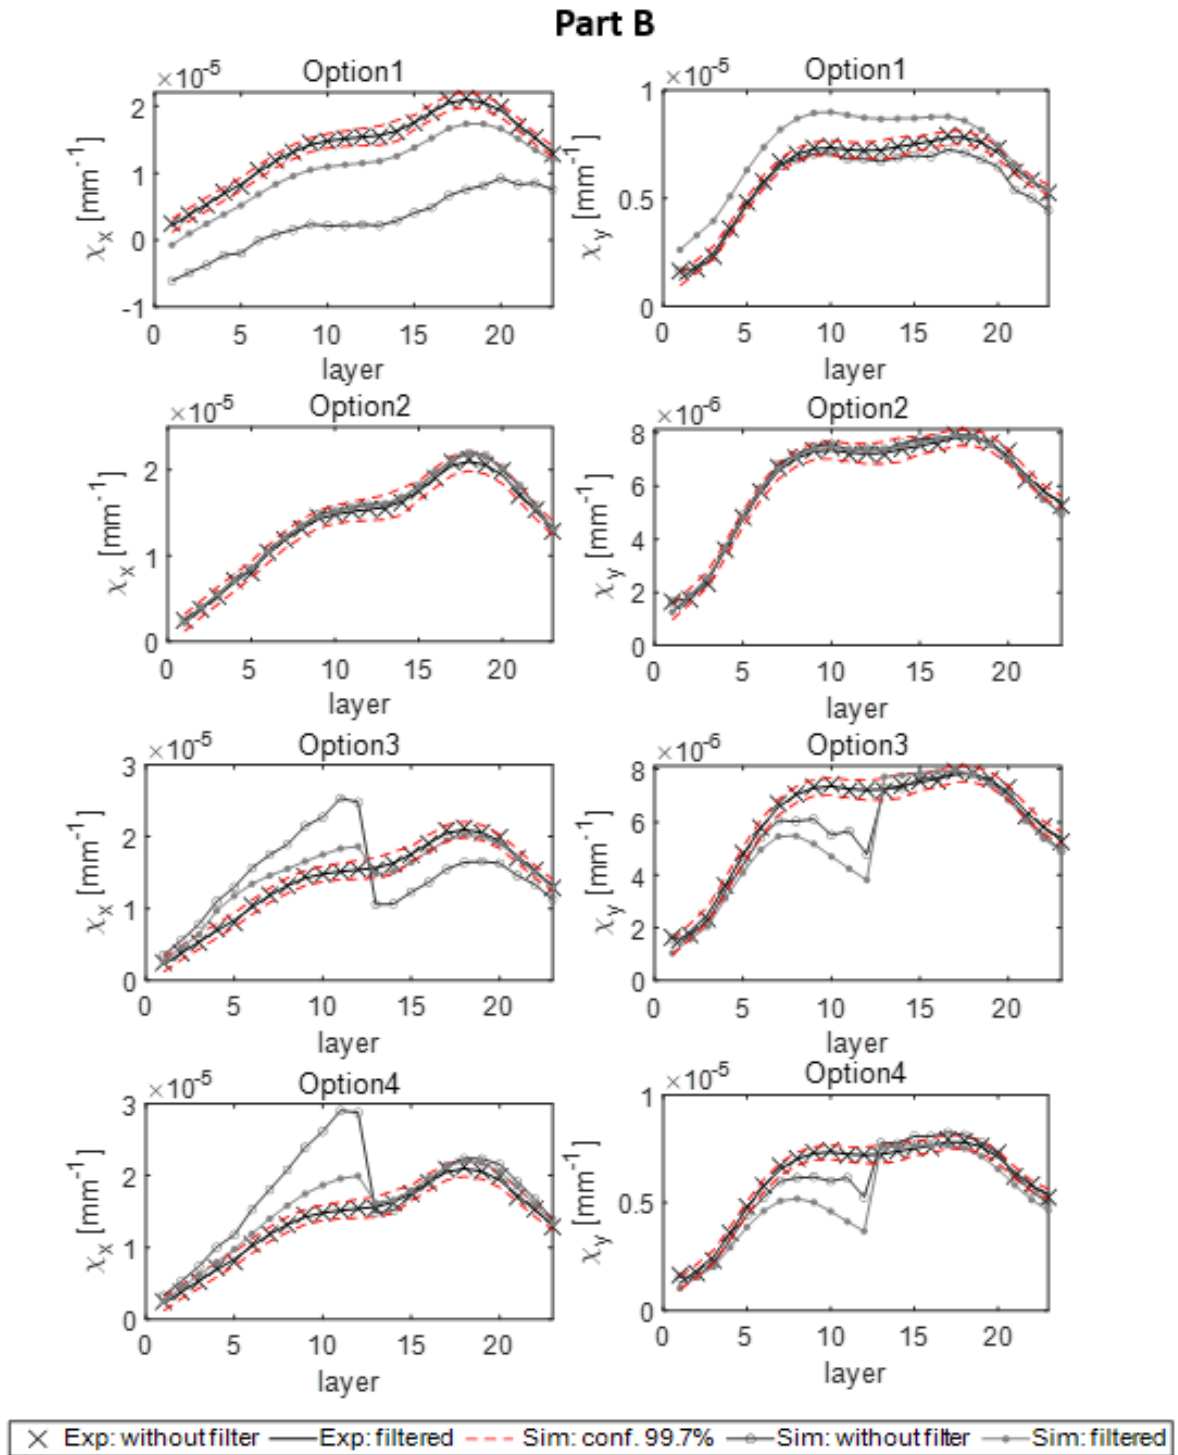 Part B
×10⁻⁵ Option1
2
1
0
-1
χx [mm⁻¹]
0 5 10 15 20
layer
×10⁻⁵ Option1
1
0.5
0
χy [mm⁻¹]
0 5 10 15 20
layer
×10⁻⁵ Option2
2
1
0
χx [mm⁻¹]
0 5 10 15 20
layer
×10⁻⁶ Option2
8
6
4
2
0
χy [mm⁻¹]
0 5 10 15 20
layer
×10⁻⁵ Option3
3
2
1
0
χx [mm⁻¹]
0 5 10 15 20
layer
×10⁻⁶ Option3
8
6
4
2
0
χy [mm⁻¹]
0 5 10 15 20
layer
×10⁻⁵ Option4
3
2
1
0
χx [mm⁻¹]
0 5 10 15 20
layer
×10⁻⁵ Option4
1
0.5
0
χy [mm⁻¹]
0 5 10 15 20
layer
Exp: without filter Exp: filtered Sim: conf. 99.7% Sim: without filter Sim: filtered